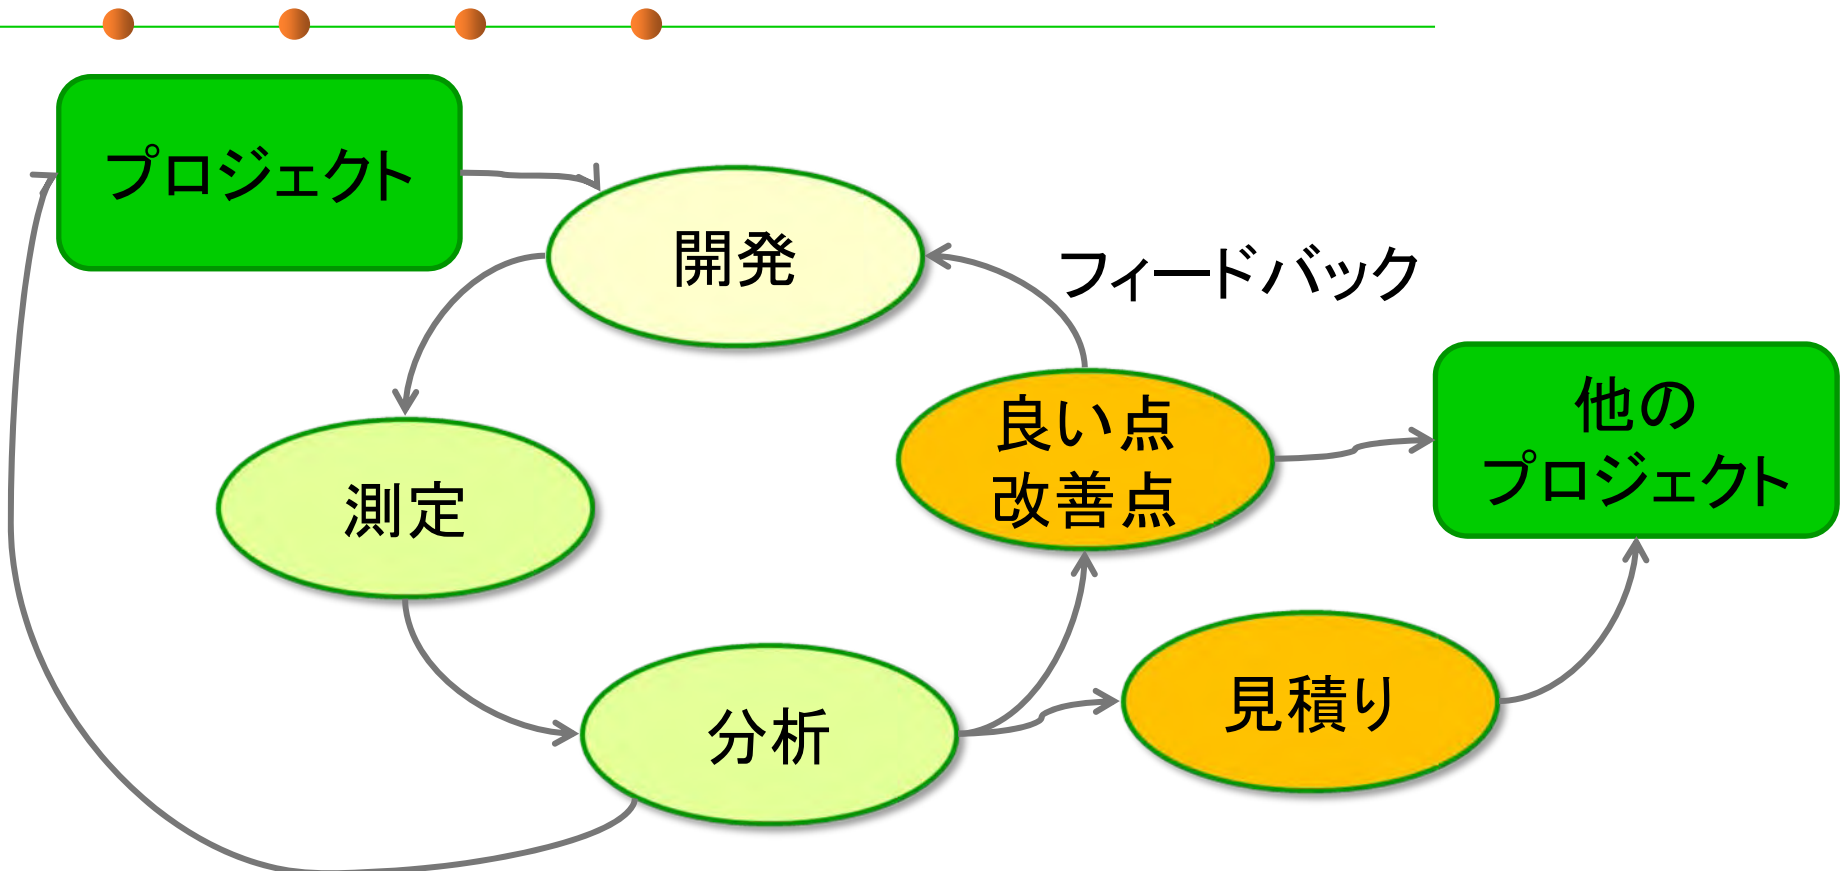 プロジェクト
開発
フィードバック
良い点
改善点
他の
プロジェクト
測定
分析
見積り